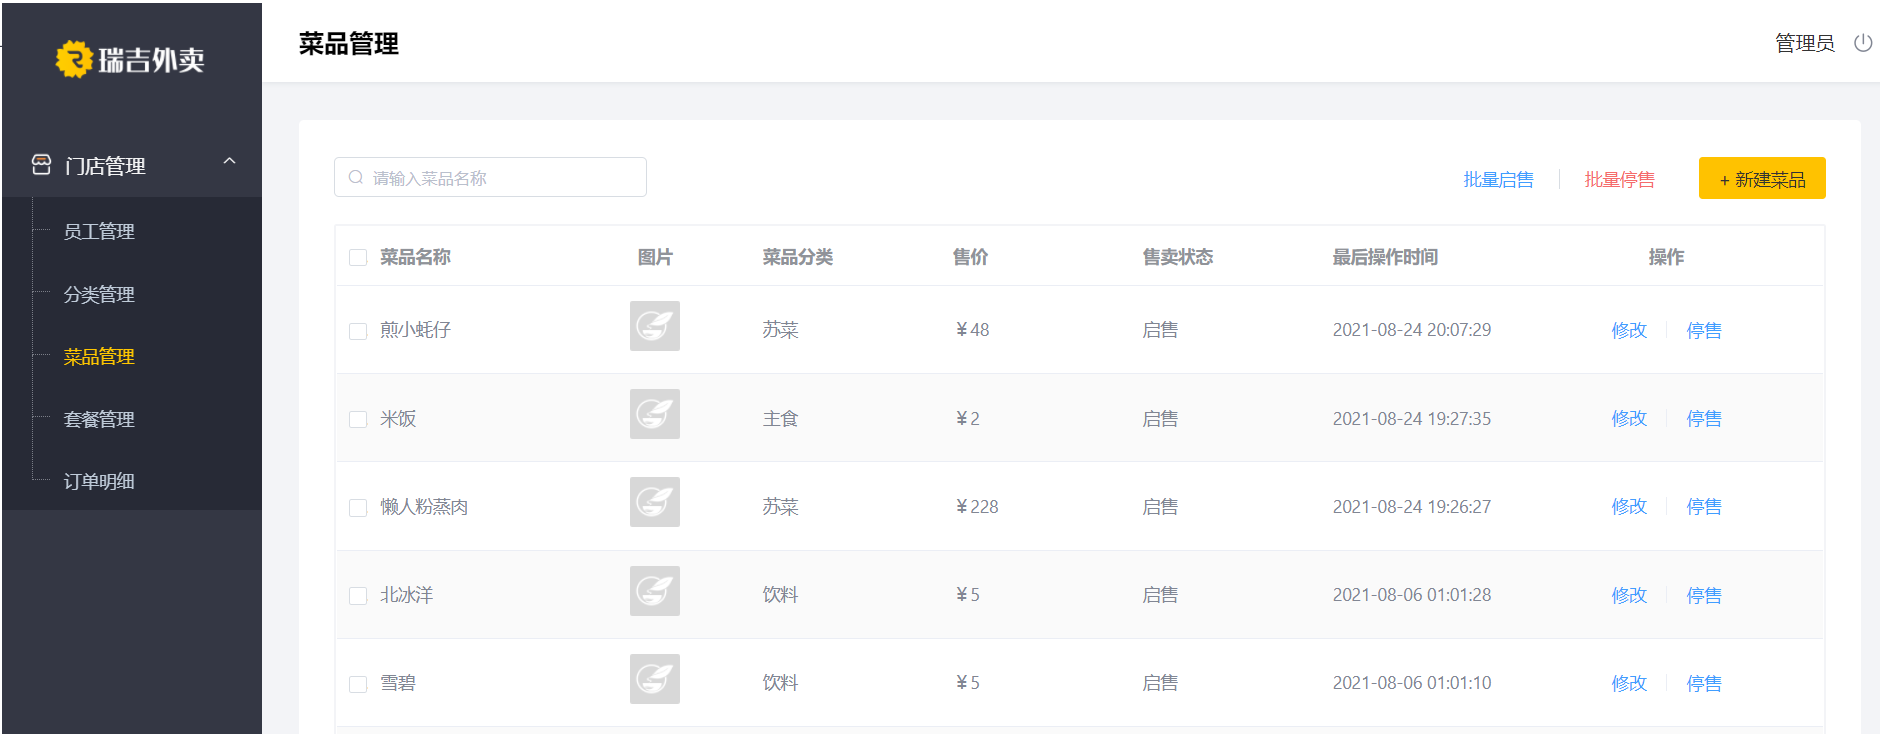 瑞吉外卖
菜品管理
管理员
门店管理
员工管理
分类管理
菜品管理
套餐管理
订单明细
请输入菜品名称
批量启售 批量停售 + 新建菜品
菜品名称 图片 菜品分类 售价 售卖状态 最后操作时间 操作
煎小蚝仔 苏菜 ¥48 启售 2021-08-24 20:07:29 修改 停售
米饭 主食 ¥2 启售 2021-08-24 19:27:35 修改 停售
懒人粉蒸肉 苏菜 ¥228 启售 2021-08-24 19:26:27 修改 停售
北冰洋 饮料 ¥5 启售 2021-08-06 01:01:28 修改 停售
雪碧 饮料 ¥5 启售 2021-08-06 01:01:10 修改 停售